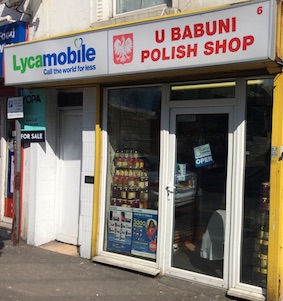 Lycamobile
Call the world for less
U BABUNI
POLISH SHOP
6
FOR SALE
OPEN